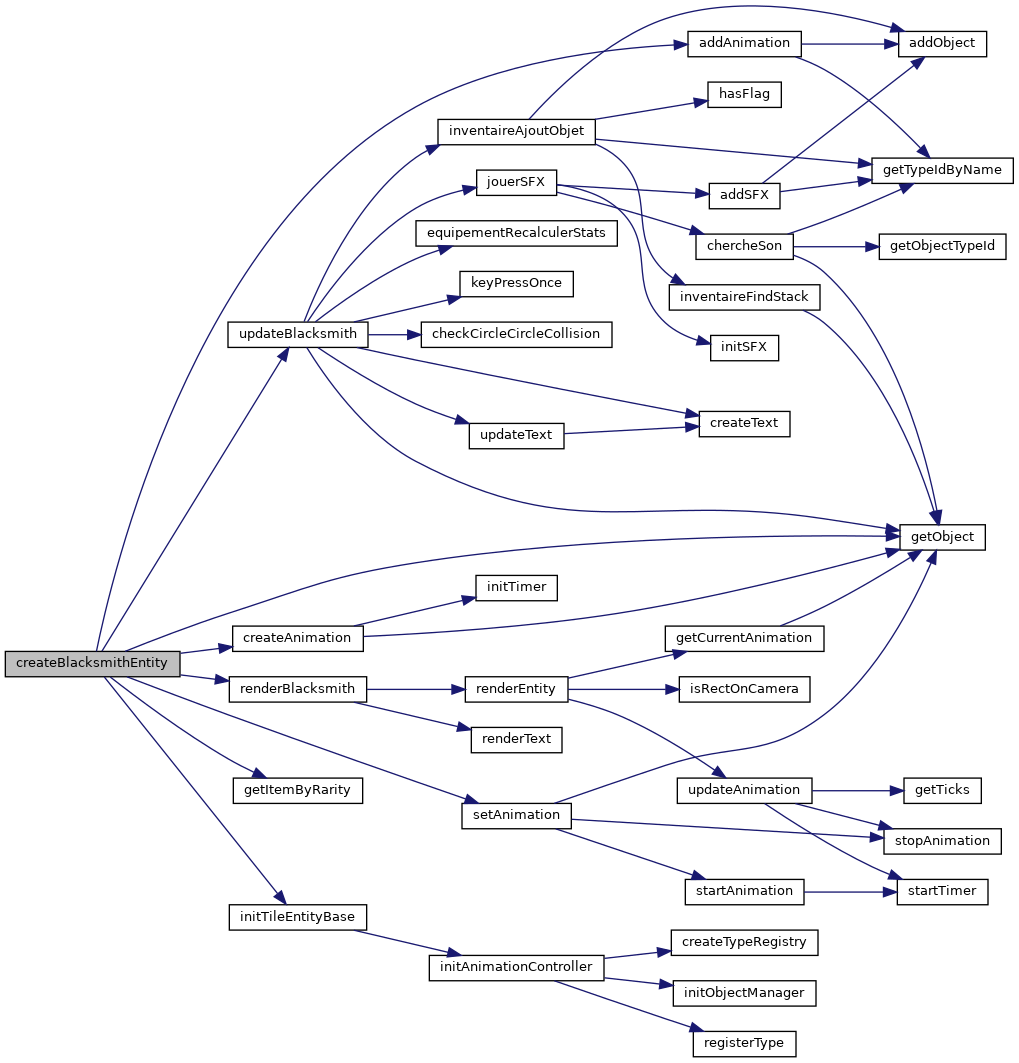 addAnimation
addObject
hasFlag
inventaireAjoutObjet
getTypeIdByName
jouerSFX
addSFX
equipementRecalculerStats
chercheSon
getObjectTypeId
keyPressOnce
inventaireFindStack
updateBlacksmith
checkCircleCircleCollision
initSFX
updateText
createText
getObject
initTimer
createAnimation
getCurrentAnimation
createBlacksmithEntity
renderBlacksmith
renderEntity
isRectOnCamera
renderText
getItemByRarity
updateAnimation
getTicks
setAnimation
stopAnimation
startAnimation
startTimer
initTileEntityBase
createTypeRegistry
initAnimationController
initObjectManager
registerType